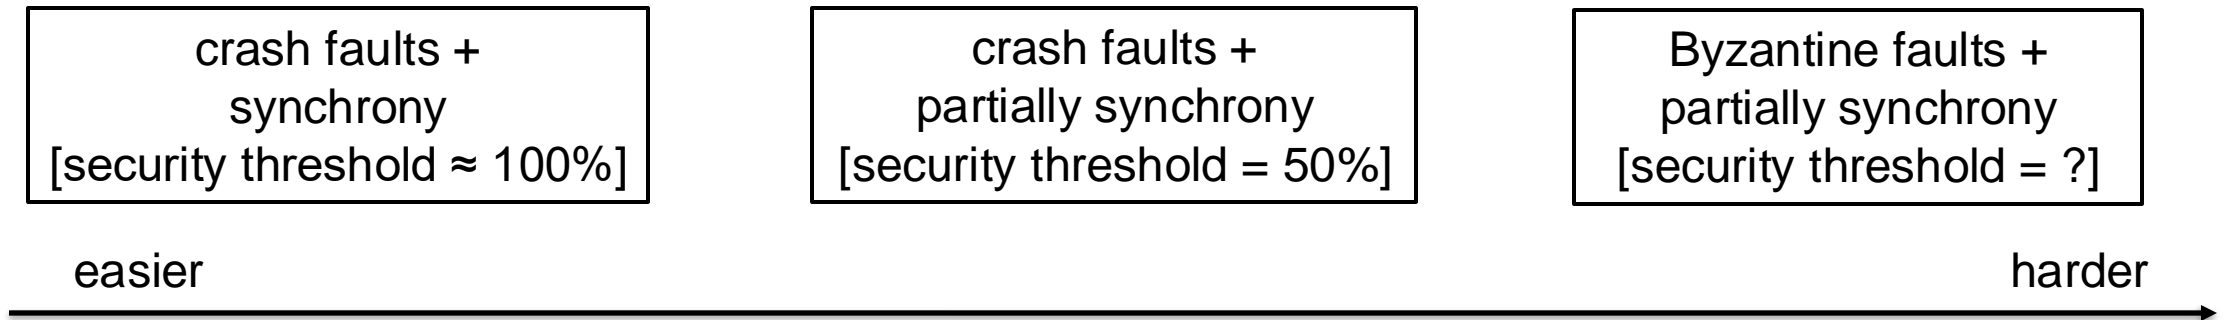 crash faults +
synchrony
[security threshold ≈ 100%]
crash faults +
partially synchrony
[security threshold = 50%]
Byzantine faults +
partially synchrony
[security threshold = ?]
easier
harder